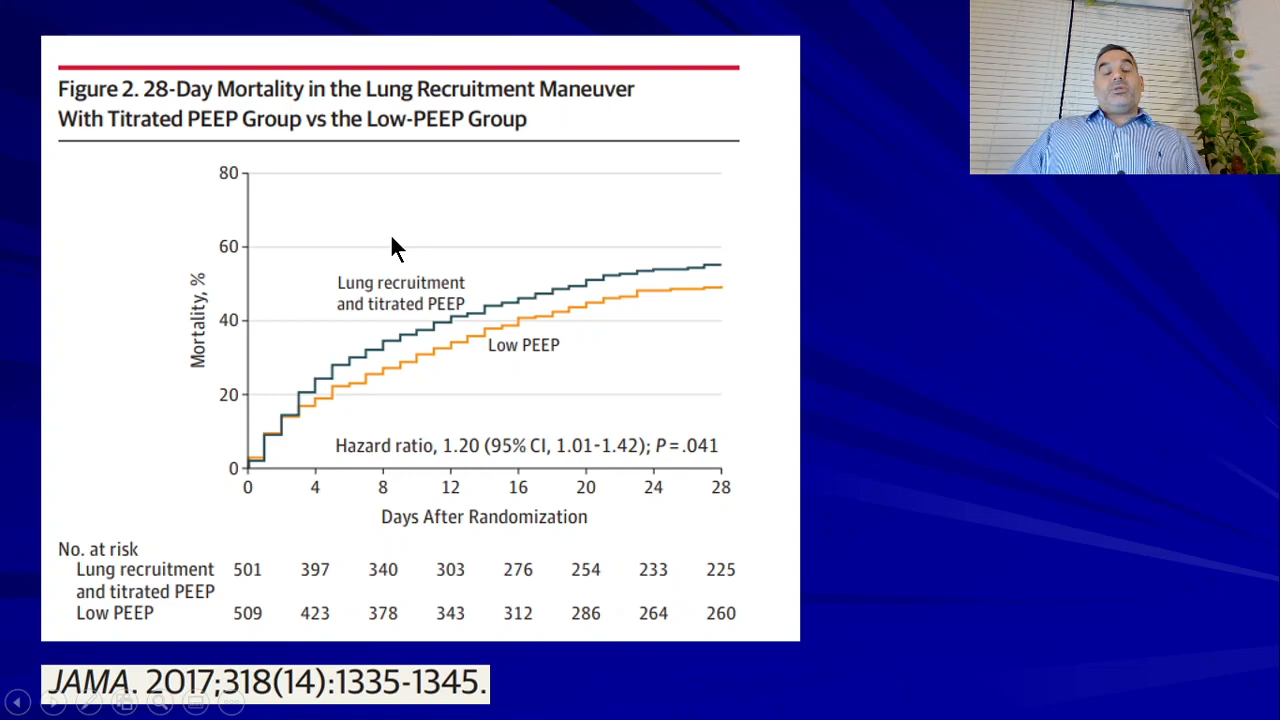 Figure 2. 28-Day Mortality in the Lung Recruitment Maneuver
With Titrated PEEP Group vs the Low-PEEP Group
80
60
40
20
0
Mortality, %
Lung recruitment
and titrated PEEP
Low PEEP
Hazard ratio, 1.20 (95% CI, 1.01-1.42); P = .041
0 4 8 12 16 20 24 28
Days After Randomization
No. at risk
Lung recruitment 501 397 340 303 276 254 233 225
and titrated PEEP
Low PEEP 509 423 378 343 312 286 264 260
JAMA. 2017;318(14):1335-1345.